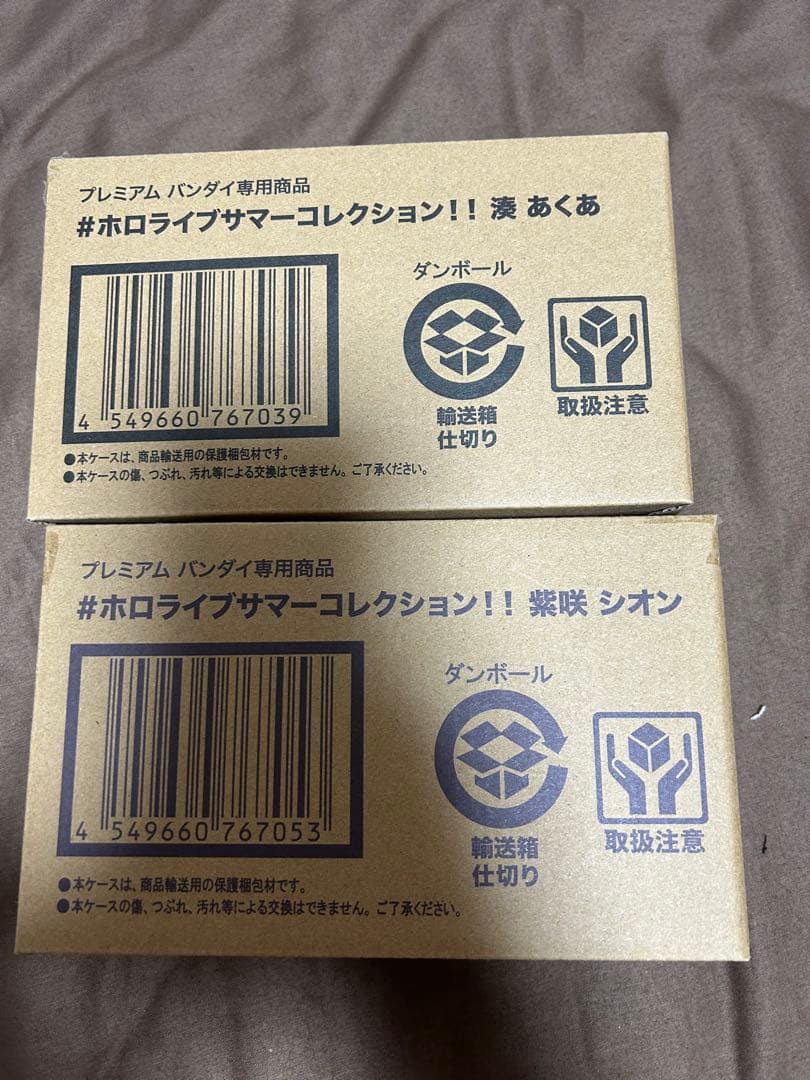 プレミアム バンダイ専用商品
#ホロライブサマーコレクション!! 湊 あくあ
ダンボール
4 549660 767039
輸送箱
仕切り
取扱注意
●本ケースは、商品輸送用の保護梱包材です。
●本ケースの傷、つぶれ、汚れ等による交換はできません。ご了承ください。
プレミアム バンダイ専用商品
#ホロライブサマーコレクション!! 紫咲 シオン
ダンボール
4 549660 767053
輸送箱
仕切り
取扱注意
●本ケースは、商品輸送用の保護梱包材です。
●本ケースの傷、つぶれ、汚れ等による交換はできません。ご了承ください。